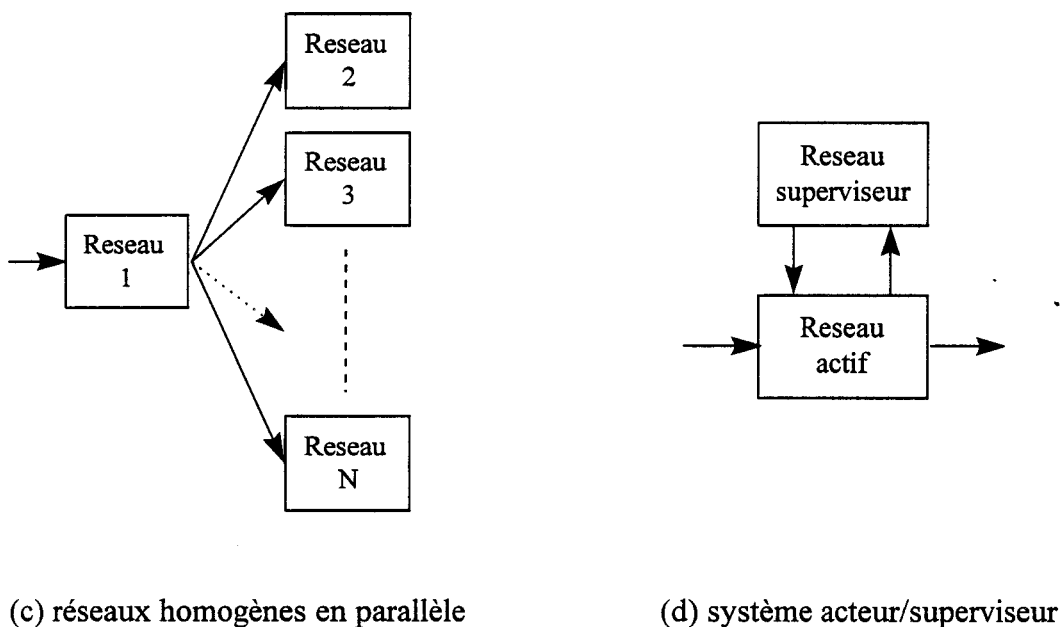 Reseau
2
Reseau
3
Reseau
1
Reseau
N
(c) réseaux homogènes en parallèle
Reseau
superviseur
Reseau
actif
(d) système acteur/superviseur